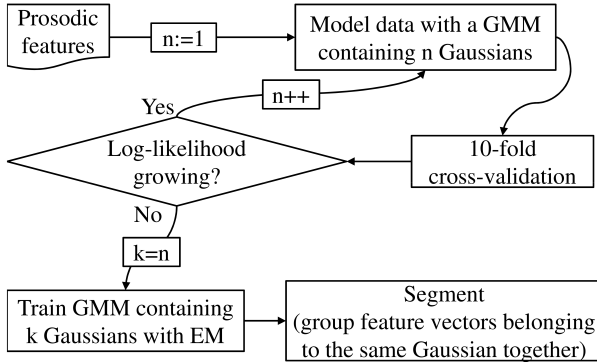 Prosodic
features
n:=1
Model data with a GMM
containing n Gaussians
n++
Yes
Log-likelihood
growing?
10-fold
cross-validation
No
k=n
Train GMM containing
k Gaussians with EM
Segment
(group feature vectors belonging
to the same Gaussian together)